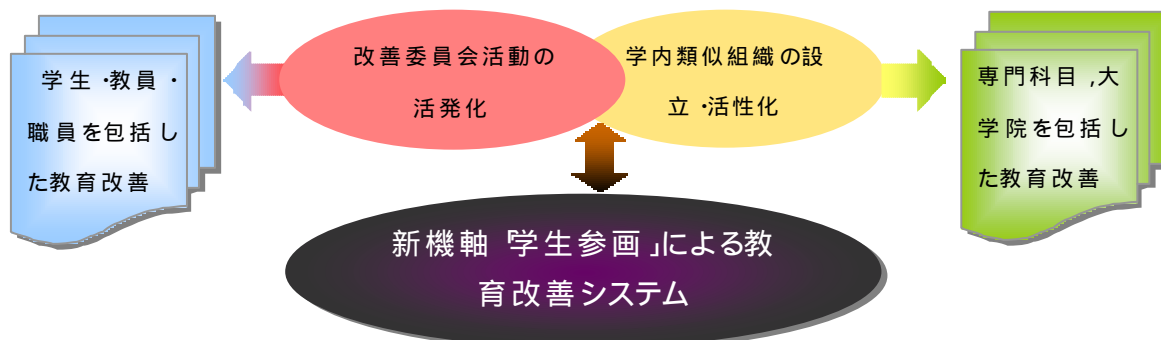 学生・教員・
職員を包括し
た教育改善
改善委員会活動の
活発化
学内類似組織の設
立・活性化
専門科目,大
学院を包括し
た教育改善
新機軸「学生参画」による教
育改善システム